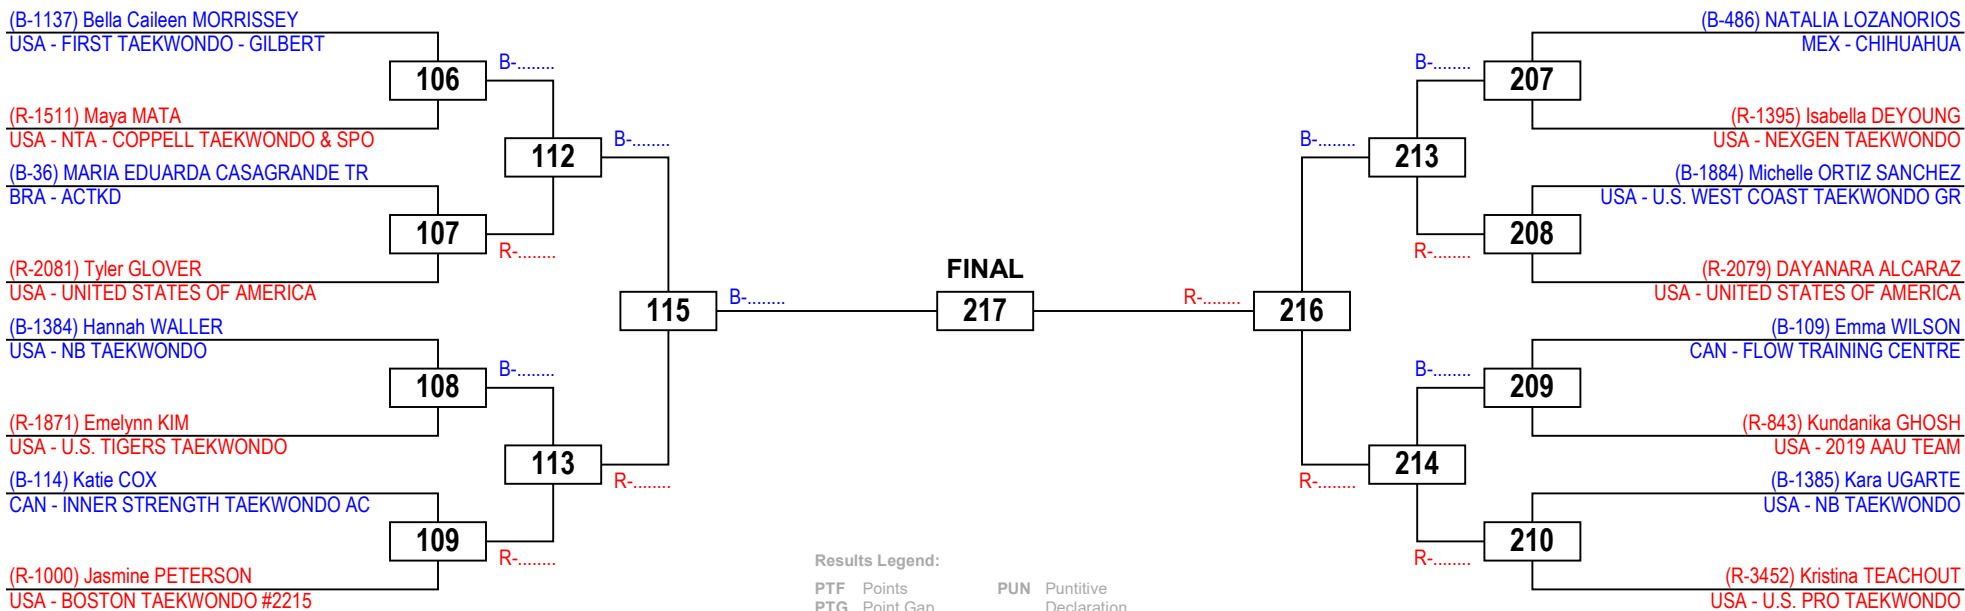 (B-1137) Bella Caileen MORRISSEY
USA - FIRST TAEKWONDO - GILBERT
106
B-........
(R-1511) Maya MATA
USA - NTA - COPPELL TAEKWONDO & SPO
112
B-........
(B-36) MARIA EDUARDA CASAGRANDE TR
BRA - ACTKD
107
R-........
(R-2081) Tyler GLOVER
USA - UNITED STATES OF AMERICA
115
B-........
(B-1384) Hannah WALLER
USA - NB TAEKWONDO
108
B-........
(R-1871) Emelynn KIM
USA - U.S. TIGERS TAEKWONDO
113
R-........
(B-114) Katie COX
CAN - INNER STRENGTH TAEKWONDO AC
109
R-........
(R-1000) Jasmine PETERSON
USA - BOSTON TAEKWONDO #2215
FINAL
217
(B-486) NATALIA LOZANORIOS
MEX - CHIHUAHUA
B-........
207
(R-1395) Isabella DEYOUNG
USA - NEXGEN TAEKWONDO
B-........
213
(B-1884) Michelle ORTIZ SANCHEZ
USA - U.S. WEST COAST TAEKWONDO GR
R-........
208
(R-2079) DAYANARA ALCARAZ
USA - UNITED STATES OF AMERICA
R-........
216
(B-109) Emma WILSON
CAN - FLOW TRAINING CENTRE
B-........
209
(R-843) Kundanika GHOSH
USA - 2019 AAU TEAM
R-........
214
(B-1385) Kara UGARTE
USA - NB TAEKWONDO
R-........
210
(R-3452) Kristina TEACHOUT
USA - U.S. PRO TAEKWONDO
Results Legend:
PTF Points PUN Puntitive
PTG Point Gap Declaration